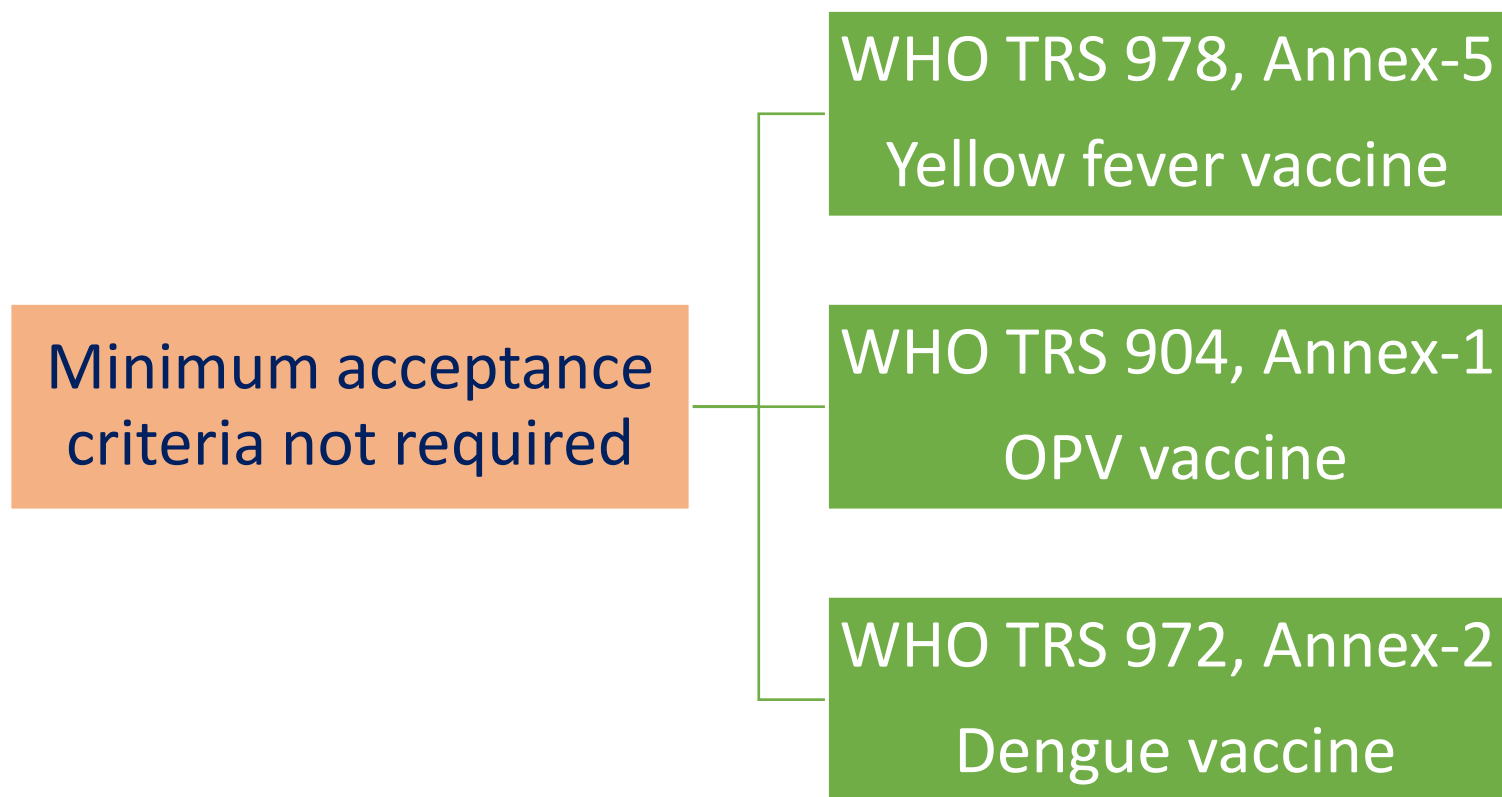 Minimum acceptance
criteria not required
WHO TRS 978, Annex-5
Yellow fever vaccine
WHO TRS 904, Annex-1
OPV vaccine
WHO TRS 972, Annex-2
Dengue vaccine